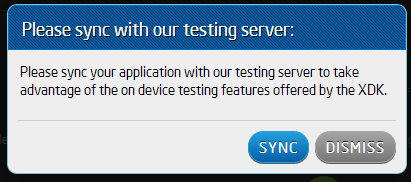 Please sync with our testing server:
Please sync your application with our testing server to take
advantage of the on device testing features offered by the XDK.
SYNC DISMISS